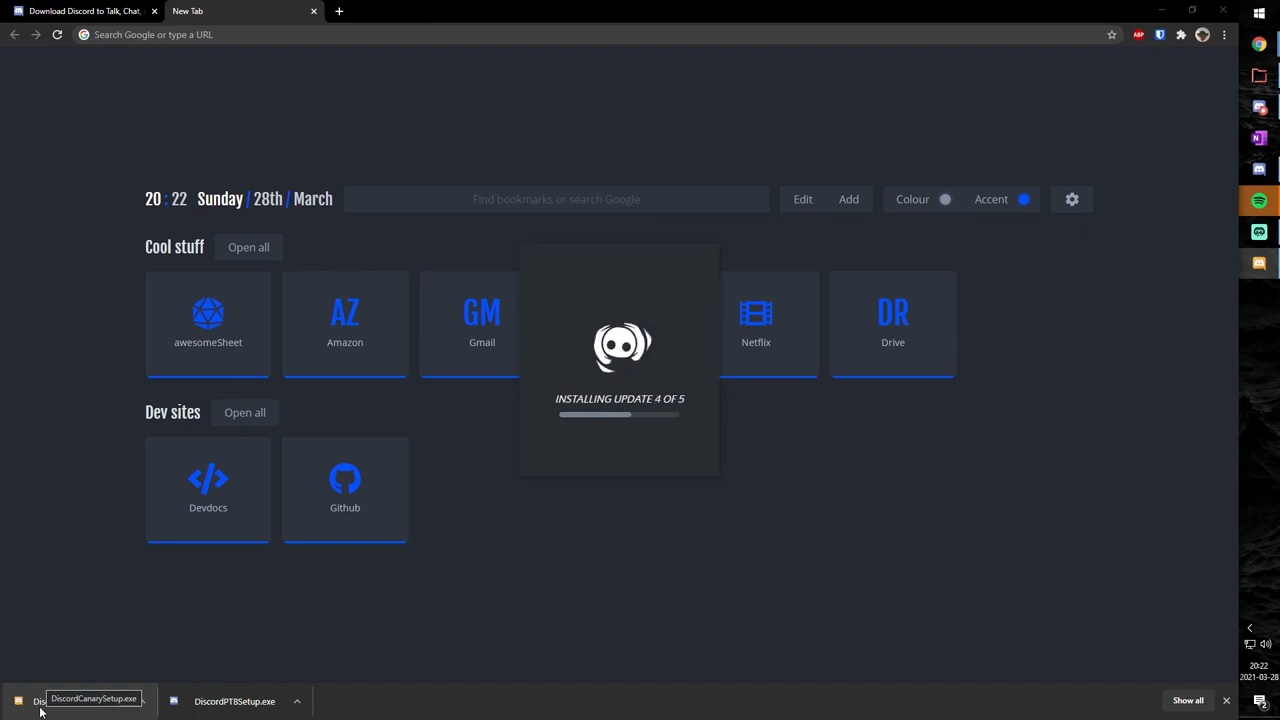 Download Discord to Talk, Chat,
New Tab
Search Google or type a URL
ABP
20 : 22 Sunday / 28th / March
Find bookmarks or search Google
Edit
Add
Colour
Accent
Cool stuff
Open all
awesomeSheet
AZ
Amazon
GM
Gmail
Netflix
DR
Drive
INSTALLING UPDATE 4 OF 5
Dev sites
Open all
Devdocs
Github
Dis
DiscordCanarySetup.exe
DiscordPTBSetup.exe
Show all
20:22
2021-03-28
2